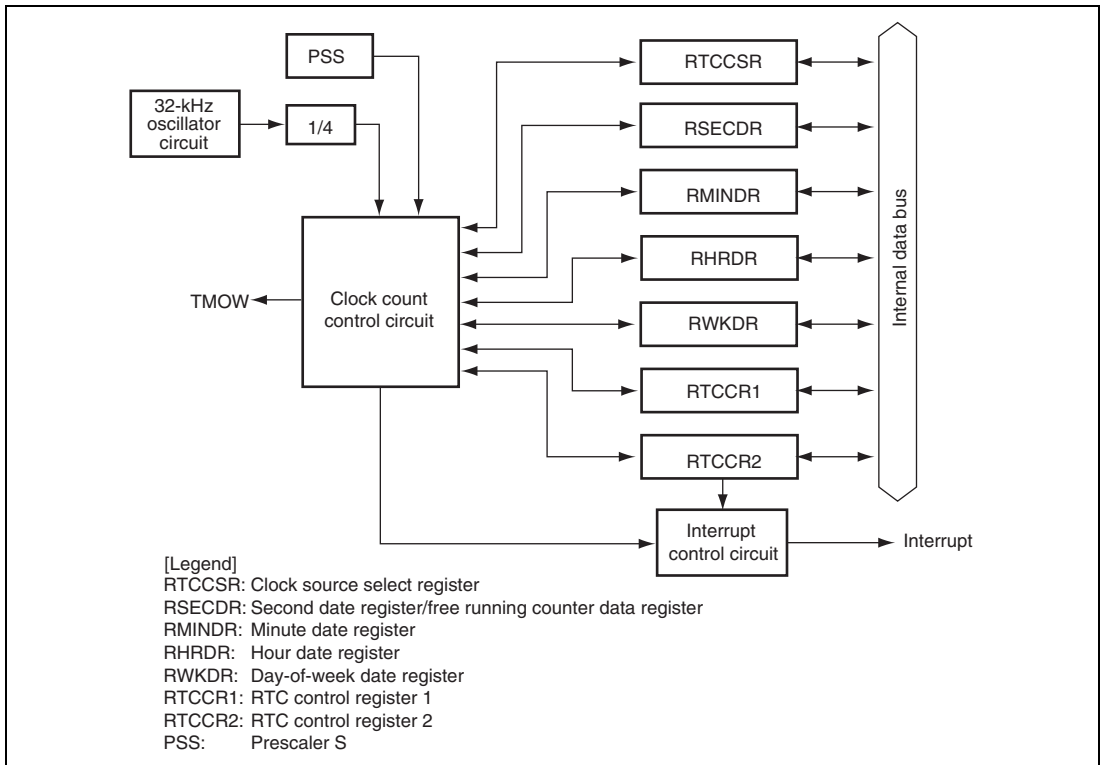 PSS
32-kHz
oscillator
circuit
1/4
Clock count
control circuit
TMOW
RTCCSR
RSECDR
RMINDR
RHRDR
RWKDR
RTCCR1
RTCCR2
Internal data bus
Interrupt
control circuit
Interrupt
[Legend]
RTCCSR: Clock source select register
RSECDR: Second date register/free running counter data register
RMINDR: Minute date register
RHRDR: Hour date register
RWKDR: Day-of-week date register
RTCCR1: RTC control register 1
RTCCR2: RTC control register 2
PSS: Prescaler S